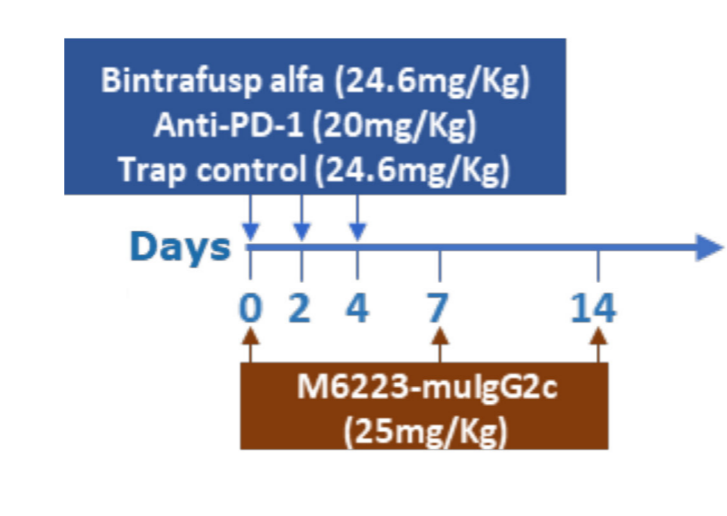 Bintrafusp alfa (24.6mg/Kg)
Anti-PD-1 (20mg/Kg)
Trap control (24.6mg/Kg)
Days
0 2 4 7 14
M6223-muIgG2c
(25mg/Kg)